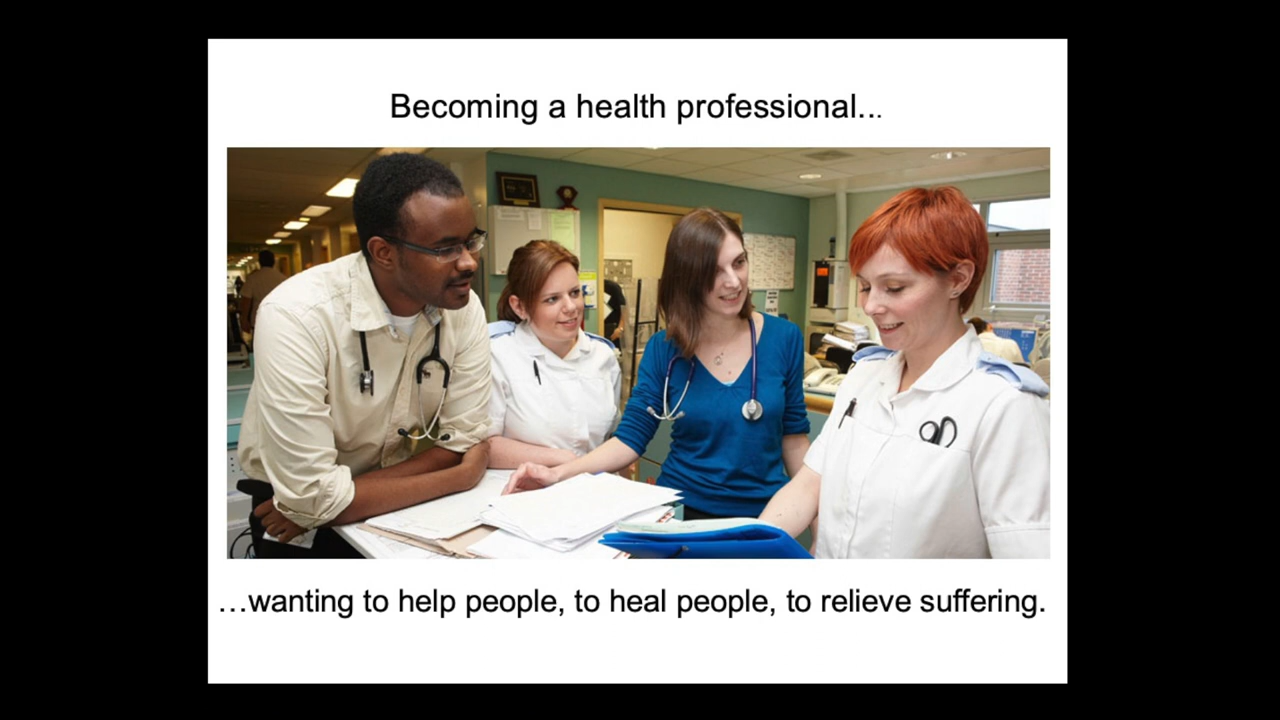 Becoming a health professional...
...wanting to help people, to heal people, to relieve suffering.